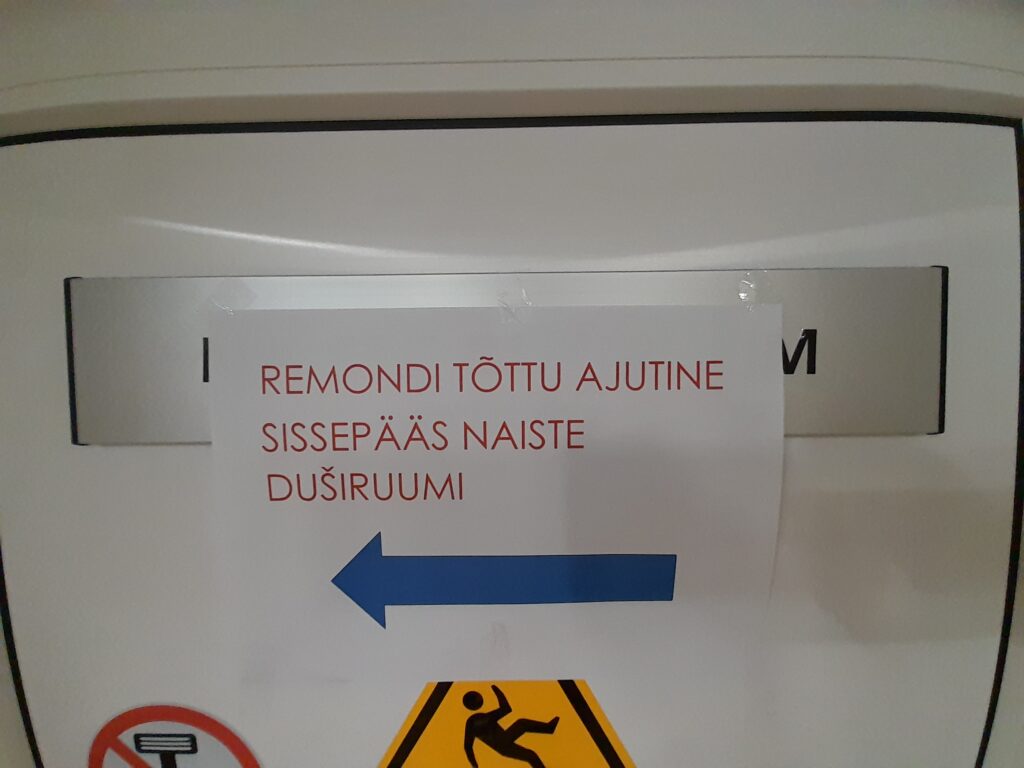 REMONDI TÕTTU AJUTINE
SISSEPÄÄS NAISTE
DUŠIRUUMI